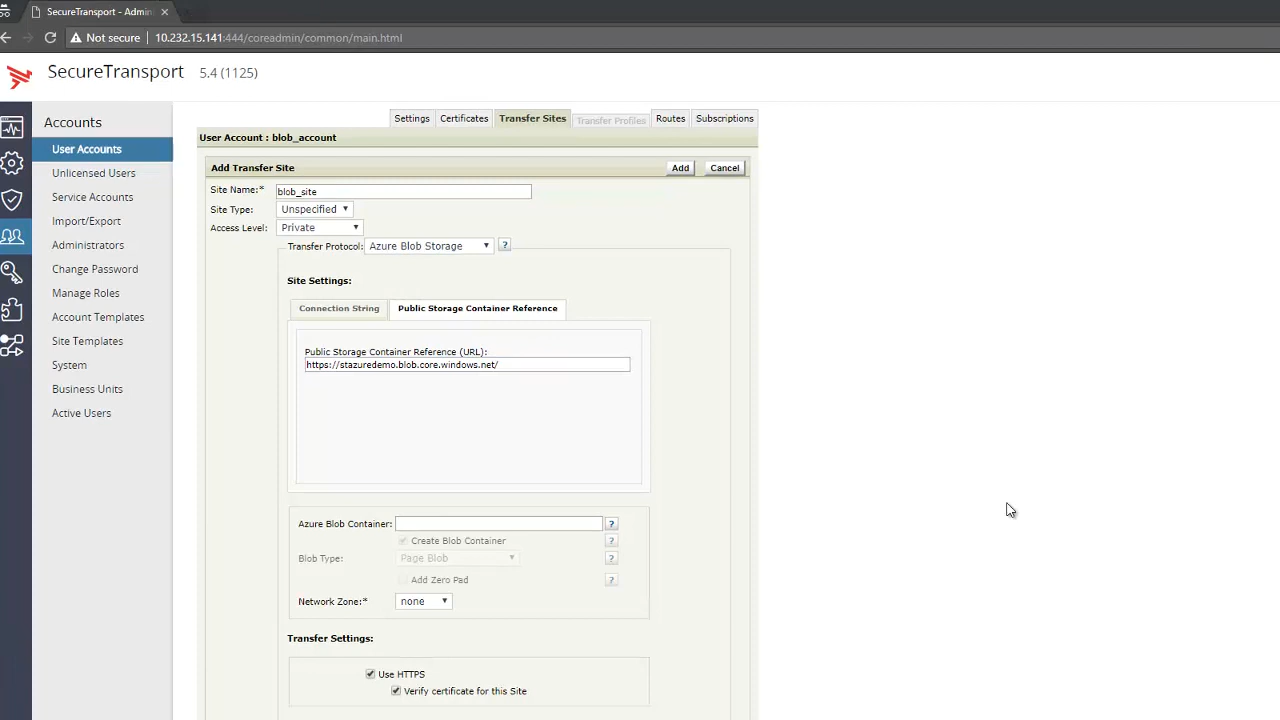 SecureTransport - Admin
Not secure
10.232.15.141:444/coreadmin/common/main.html
SecureTransport 5.4 (1125)
Accounts
User Accounts
Unlicensed Users
Service Accounts
Import/Export
Administrators
Change Password
Manage Roles
Account Templates
Site Templates
System
Business Units
Active Users
Settings Certificates Transfer Sites Transfer Profiles Routes Subscriptions
User Account : blob_account
Add Transfer Site Add Cancel
Site Name:* blob_site
Site Type: Unspecified
Access Level: Private
Transfer Protocol: Azure Blob Storage ?
Site Settings:
Connection String Public Storage Container Reference
Public Storage Container Reference (URL):
https://stazuredemo.blob.core.windows.net/
Azure Blob Container: ?
Create Blob Container ?
Blob Type: Page Blob ?
Add Zero Pad ?
Network Zone:* none
Transfer Settings:
Use HTTPS
Verify certificate for this Site